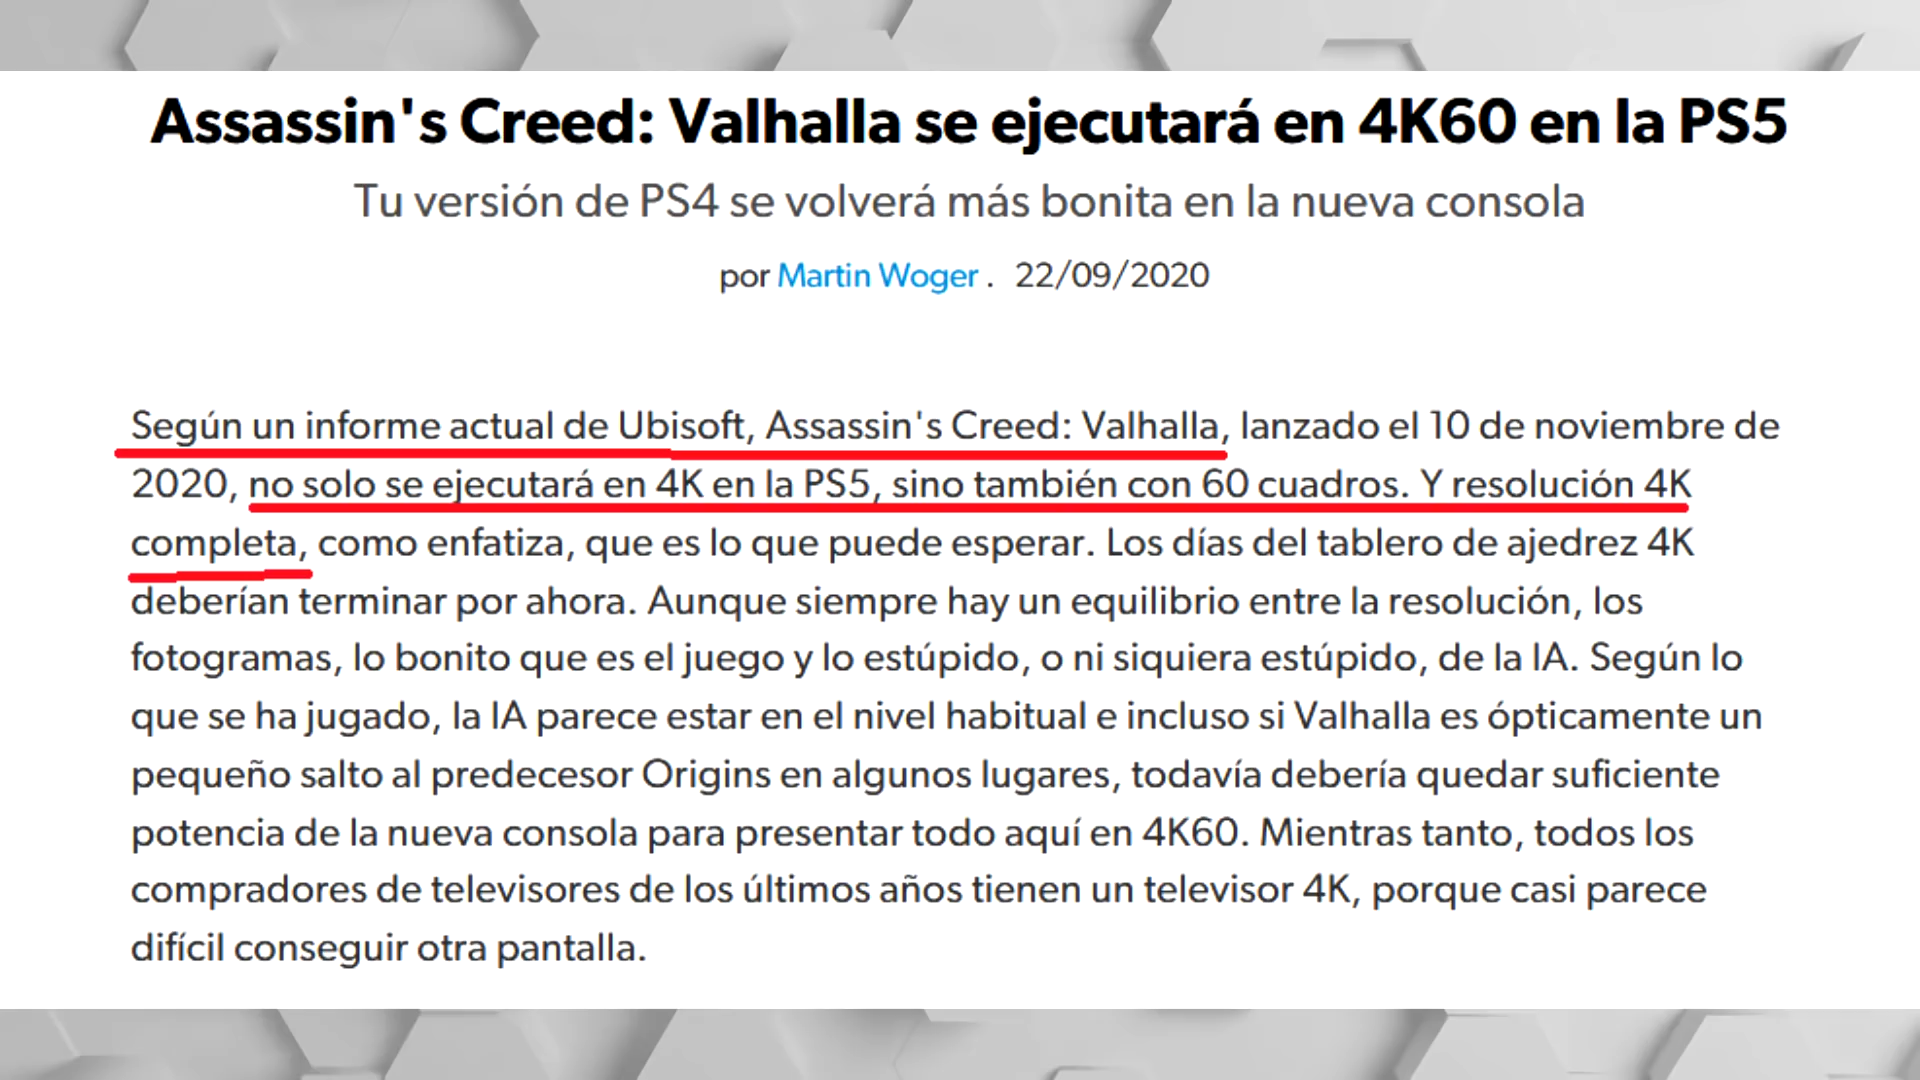 Assassin's Creed: Valhalla se ejecutará en 4K60 en la PS5
Tu versión de PS4 se volverá más bonita en la nueva consola
por Martin Woger . 22/09/2020
Según un informe actual de Ubisoft, Assassin's Creed: Valhalla, lanzado el 10 de noviembre de
2020, no solo se ejecutará en 4K en la PS5, sino también con 60 cuadros. Y resolución 4K
completa, como enfatiza, que es lo que puede esperar. Los días del tablero de ajedrez 4K
deberían terminar por ahora. Aunque siempre hay un equilibrio entre la resolución, los
fotogramas, lo bonito que es el juego y lo estúpido, o ni siquiera estúpido, de la IA. Según lo
que se ha jugado, la IA parece estar en el nivel habitual e incluso si Valhalla es ópticamente un
pequeño salto al predecesor Origins en algunos lugares, todavía debería quedar suficiente
potencia de la nueva consola para presentar todo aquí en 4K60. Mientras tanto, todos los
compradores de televisores de los últimos años tienen un televisor 4K, porque casi parece
difícil conseguir otra pantalla.